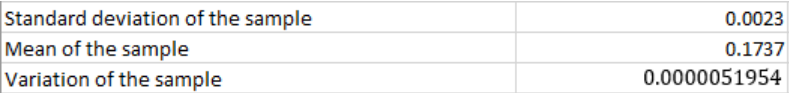 Standard deviation of the sample 0.0023
Mean of the sample 0.1737
Variation of the sample 0.0000051954